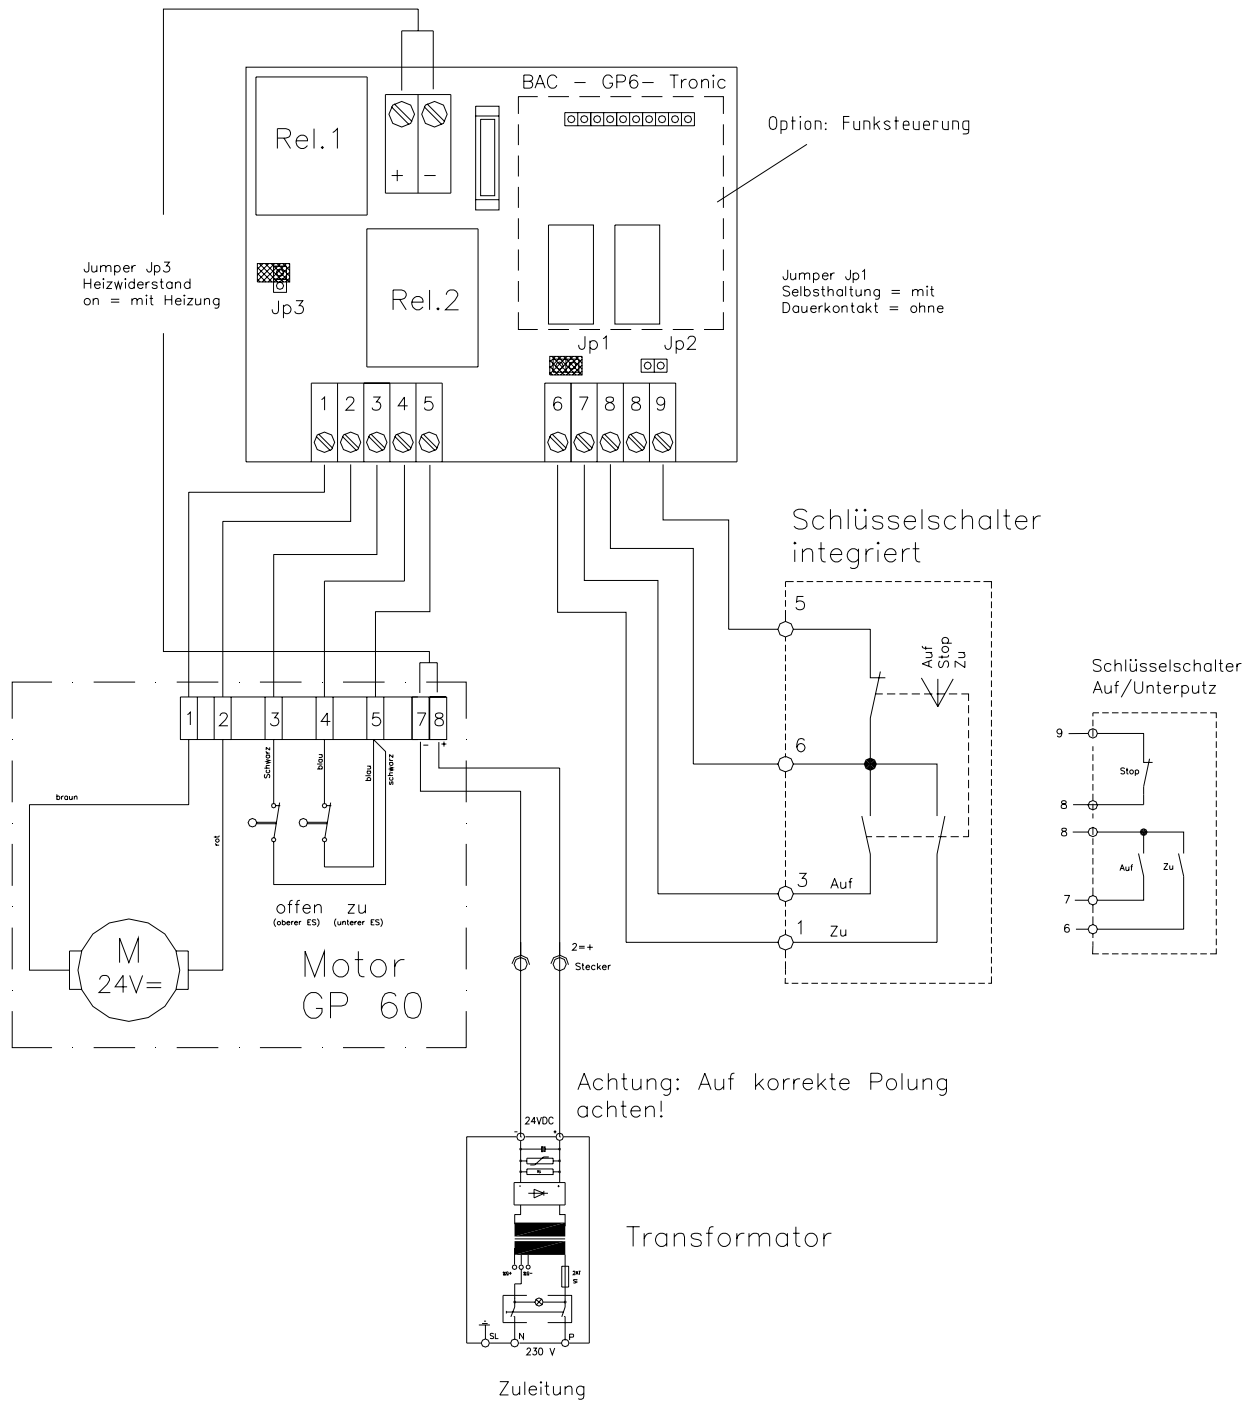 BAC - GP6- Tronic
Rel.1
+ -
Option: Funksteuerung
Jumper Jp3
Heizwiderstand
on = mit Heizung
Jp3
Rel.2
Jumper Jp1
Selbsthaltung = mit
Dauerkontakt = ohne
Jp1 Jp2
1 2 3 4 5
6 7 8 8 9
Schlüsselschalter
integriert
5
Auf
Stop
Zu
6
3 Auf
1 Zu
Schlüsselschalter
Auf/Unterputz
9
Stop
8
8
Auf Zu
7
6
1 2 3 4 5 7 8
- +
Schwarz
blau
blau
schwarz
braun
rot
offen zu
(oberer ES) (unterer ES)
M
24V=
Motor
GP 60
2=+
Stecker
Achtung: Auf korrekte Polung
achten!
24VDC
- +
Transformator
SL N P
230 V
Zuleitung